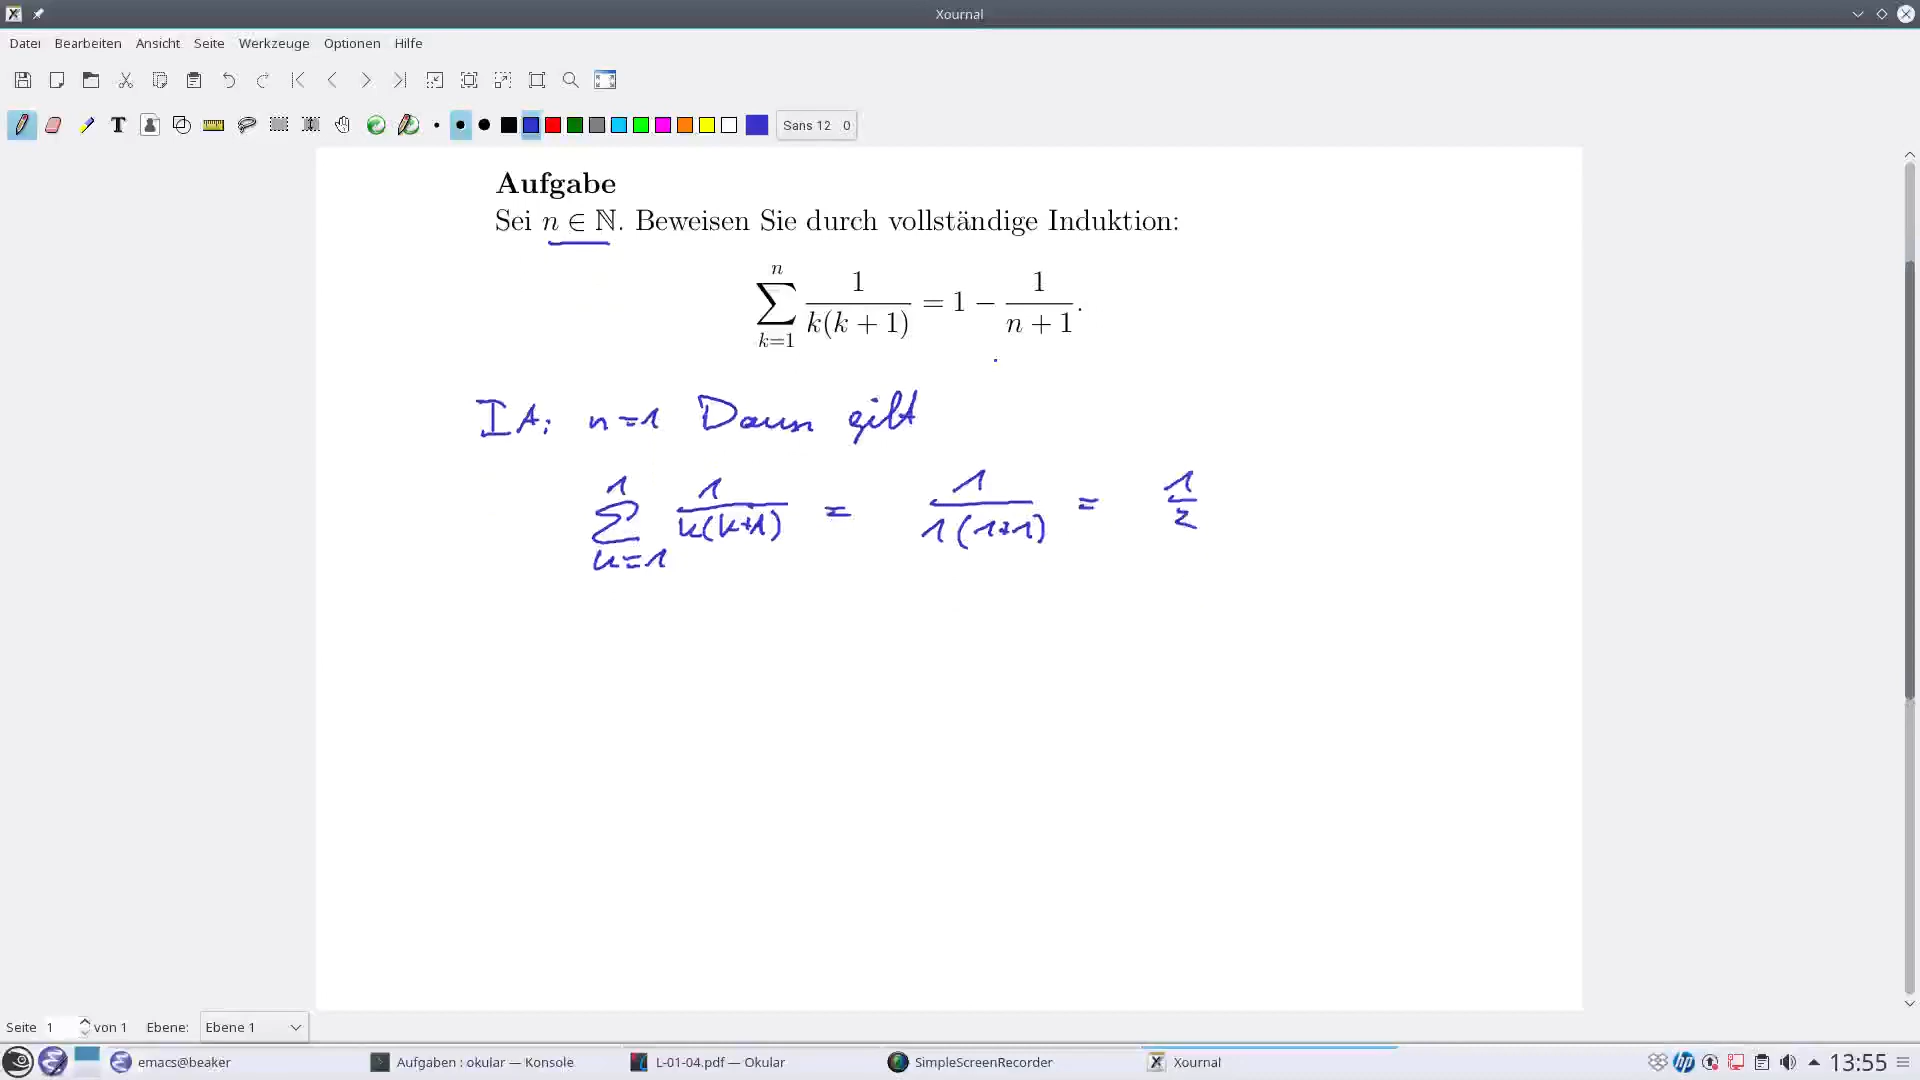 Xournal
Datei Bearbeiten Ansicht Seite Werkzeuge Optionen Hilfe
T Sans 12 0
Aufgabe
Sei n ∈ ℕ. Beweisen Sie durch vollständige Induktion:
∑_{k=1}^{n} 1/(k(k + 1)) = 1 − 1/(n + 1).
IA: n=1 Dann gilt
∑_{k=1}^{1} 1/(k(k+1)) = 1/(1(1+1)) = 1/2
Seite 1 von 1 Ebene: Ebene 1
emacs@beaker Aufgaben : okular — Konsole L-01-04.pdf — Okular SimpleScreenRecorder Xournal hp 13:55